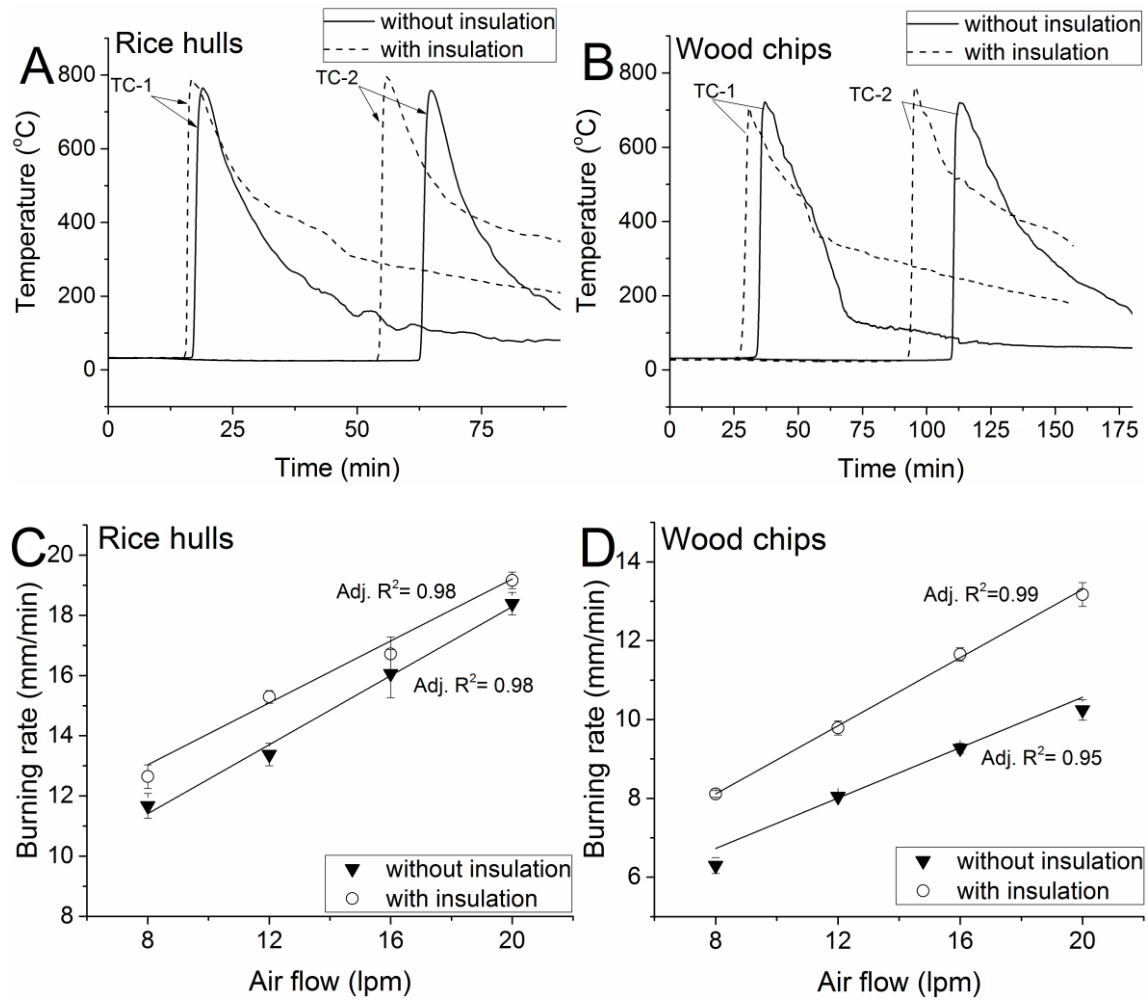 A
Rice hulls
without insulation
with insulation
TC-1
TC-2
Temperature (°C)
800
600
400
200
0
0 25 50 75
Time (min)
B
Wood chips
without insulation
with insulation
TC-1
TC-2
Temperature (°C)
800
600
400
200
0
0 25 50 75 100 125 150 175
Time (min)
C
Rice hulls
Adj. R²= 0.98
Adj. R²= 0.98
Burning rate (mm/min)
20
18
16
14
12
10
8
without insulation
with insulation
8 12 16 20
Air flow (lpm)
D
Wood chips
Adj. R²=0.99
Adj. R²= 0.95
Burning rate (mm/min)
14
12
10
8
6
without insulation
with insulation
8 12 16 20
Air flow (lpm)